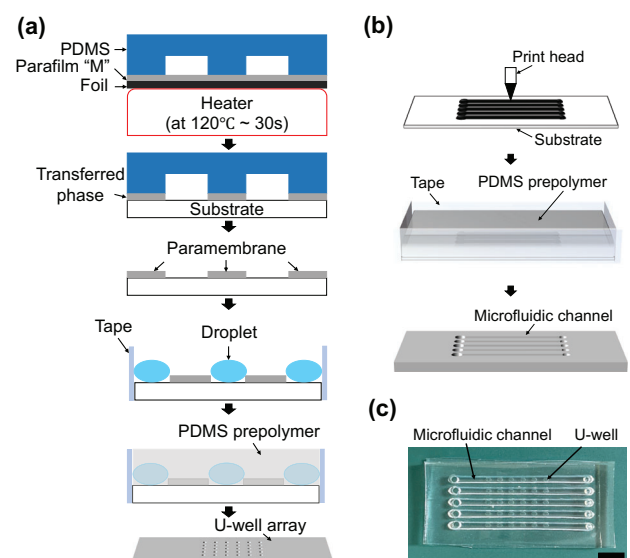 (a)
PDMS
Parafilm “M”
Foil
Heater
(at 120℃ ~ 30s)
Transferred
phase
Substrate
Paramembrane
Tape
Droplet
PDMS prepolymer
U-well array
(b)
Print head
Substrate
Tape
PDMS prepolymer
Microfluidic channel
(c)
Microfluidic channel
U-well